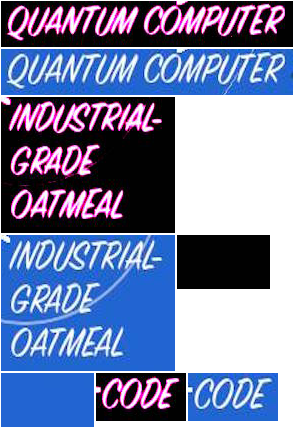 QUANTUM COMPUTER
QUANTUM COMPUTER
INDUSTRIAL-
GRADE
OATMEAL
INDUSTRIAL-
GRADE
OATMEAL
-CODE
-CODE